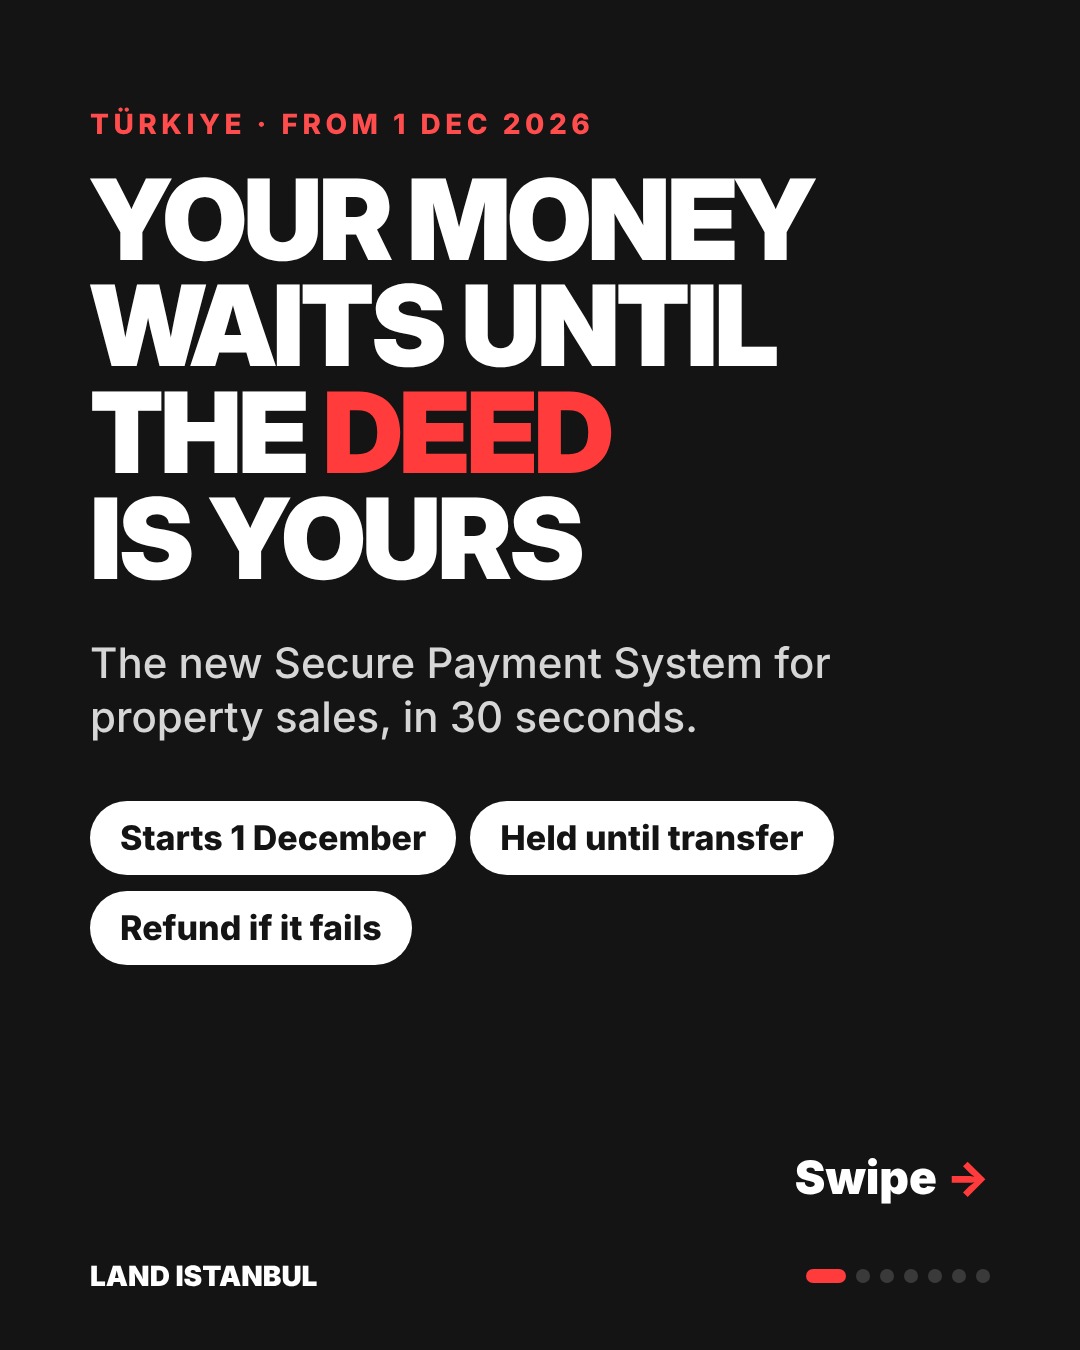 TÜRKIYE · FROM 1 DEC 2026
YOUR MONEY
WAITS UNTIL
THE DEED
IS YOURS
The new Secure Payment System for
property sales, in 30 seconds.
Starts 1 December
Held until transfer
Refund if it fails
Swipe →
LAND ISTANBUL